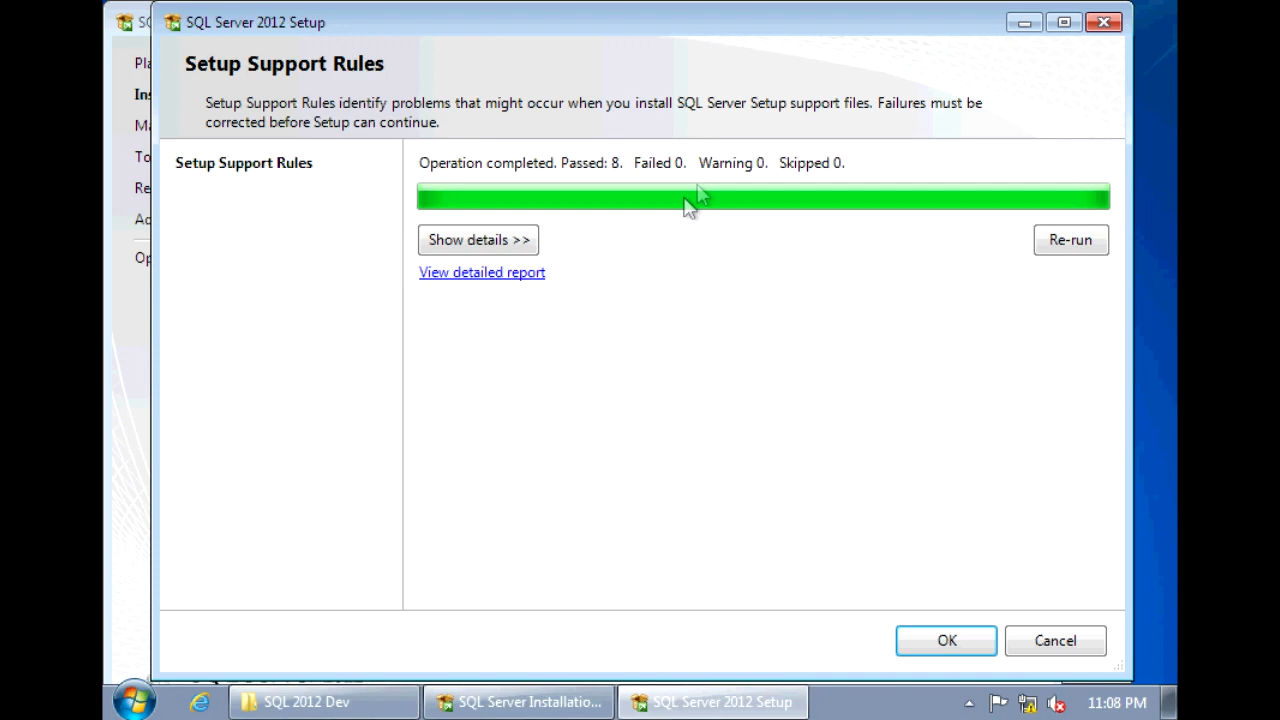 SQL Server 2012 Setup
Setup Support Rules
Setup Support Rules identify problems that might occur when you install SQL Server Setup support files. Failures must be
corrected before Setup can continue.
Setup Support Rules
Operation completed. Passed: 8. Failed 0. Warning 0. Skipped 0.
Show details >>
Re-run
View detailed report
OK
Cancel
SQL 2012 Dev
SQL Server Installatio...
SQL Server 2012 Setup
11:08 PM